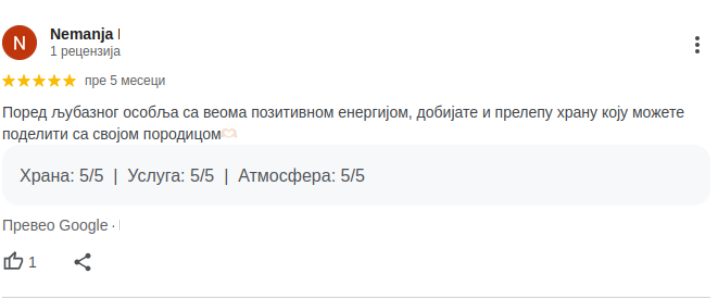 N
Nemanja
1 рецензија
пре 5 месеци
Поред љубазног особља са веома позитивном енергијом, добијате и прелепу храну коју можете
поделити са својом породицом🫶🏻
Храна: 5/5 | Услуга: 5/5 | Атмосфера: 5/5
Превео Google ·
1